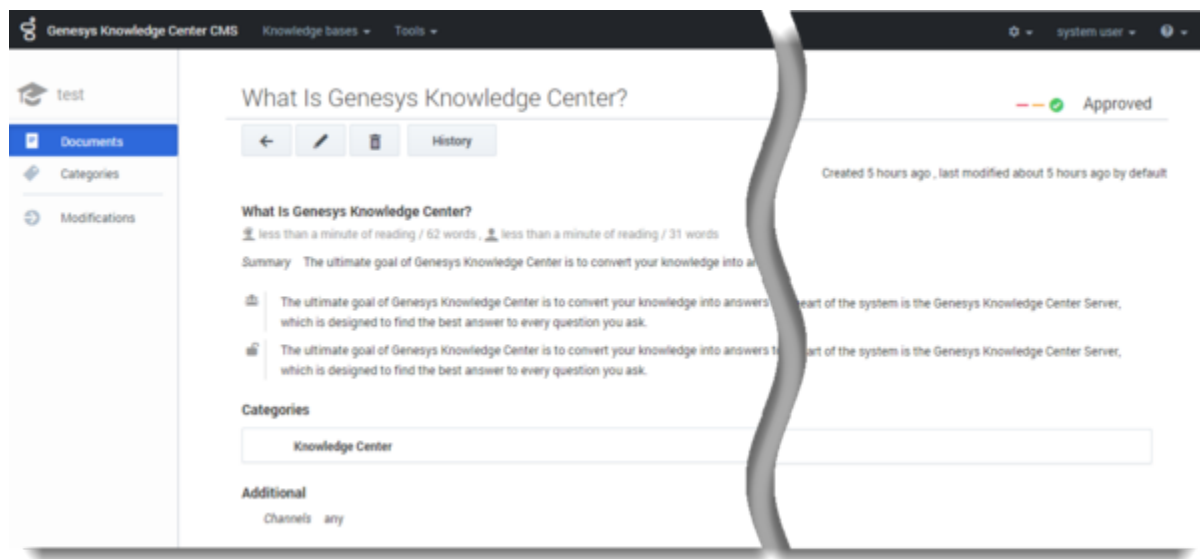 Genesys Knowledge Center CMS Knowledge bases Tools system user
test
What Is Genesys Knowledge Center?
Approved
Documents
History
Categories
Created 5 hours ago , last modified about 5 hours ago by default
Modifications
What Is Genesys Knowledge Center?
less than a minute of reading / 62 words , less than a minute of reading / 31 words
Summary The ultimate goal of Genesys Knowledge Center is to convert your knowledge into
The ultimate goal of Genesys Knowledge Center is to convert your knowledge into answers eart of the system is the Genesys Knowledge Center Server,
which is designed to find the best answer to every question you ask.
The ultimate goal of Genesys Knowledge Center is to convert your knowledge into answers art of the system is the Genesys Knowledge Center Server,
which is designed to find the best answer to every question you ask.
Categories
Knowledge Center
Additional
Channels any